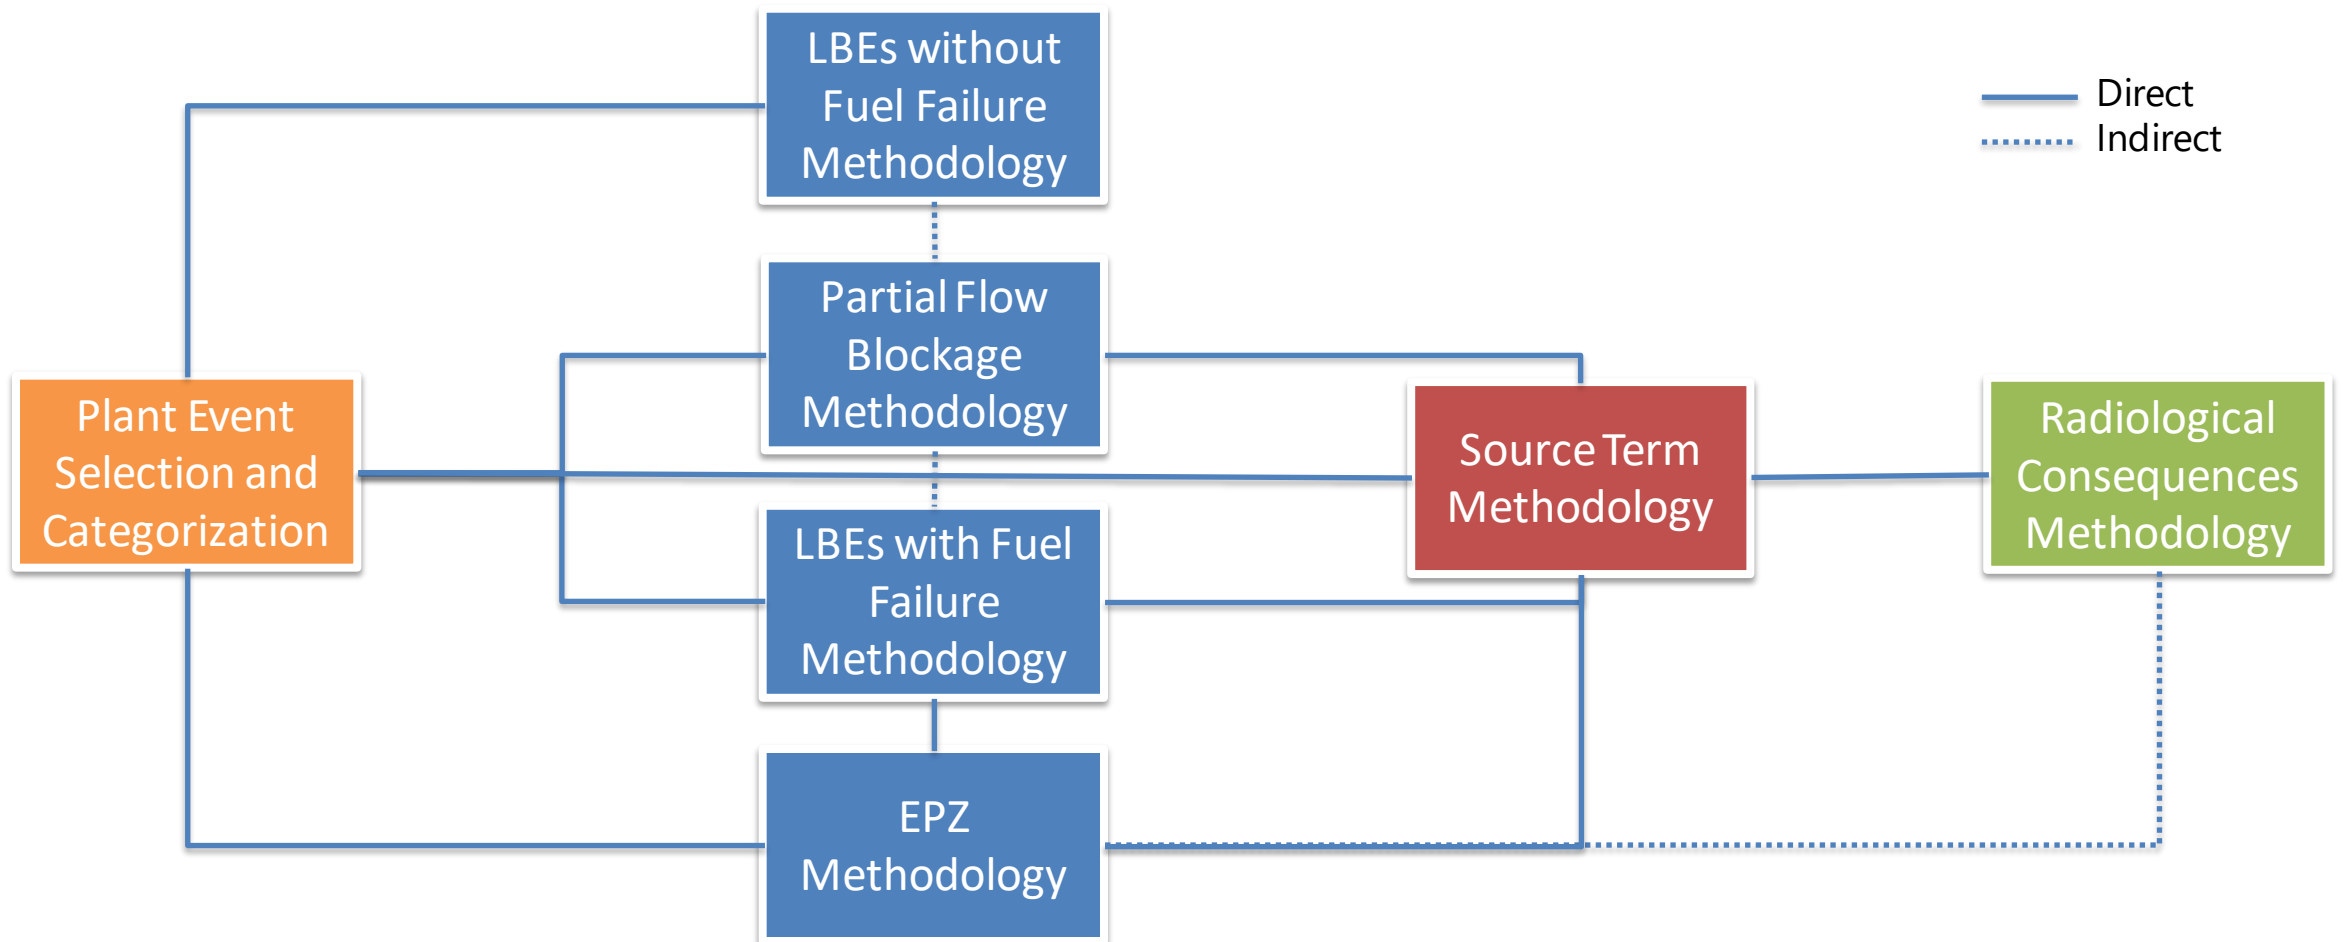 LBEs without
Fuel Failure
Methodology
Direct
Indirect
Partial Flow
Blockage
Methodology
Plant Event
Selection and
Categorization
Source Term
Methodology
Radiological
Consequences
Methodology
LBEs with Fuel
Failure
Methodology
EPZ
Methodology